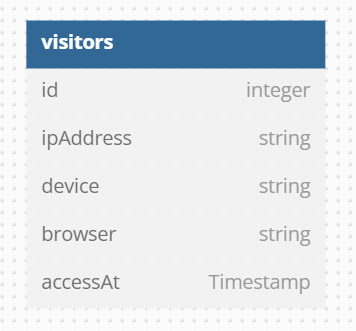 visitors
id integer
ipAddress string
device string
browser string
accessAt Timestamp